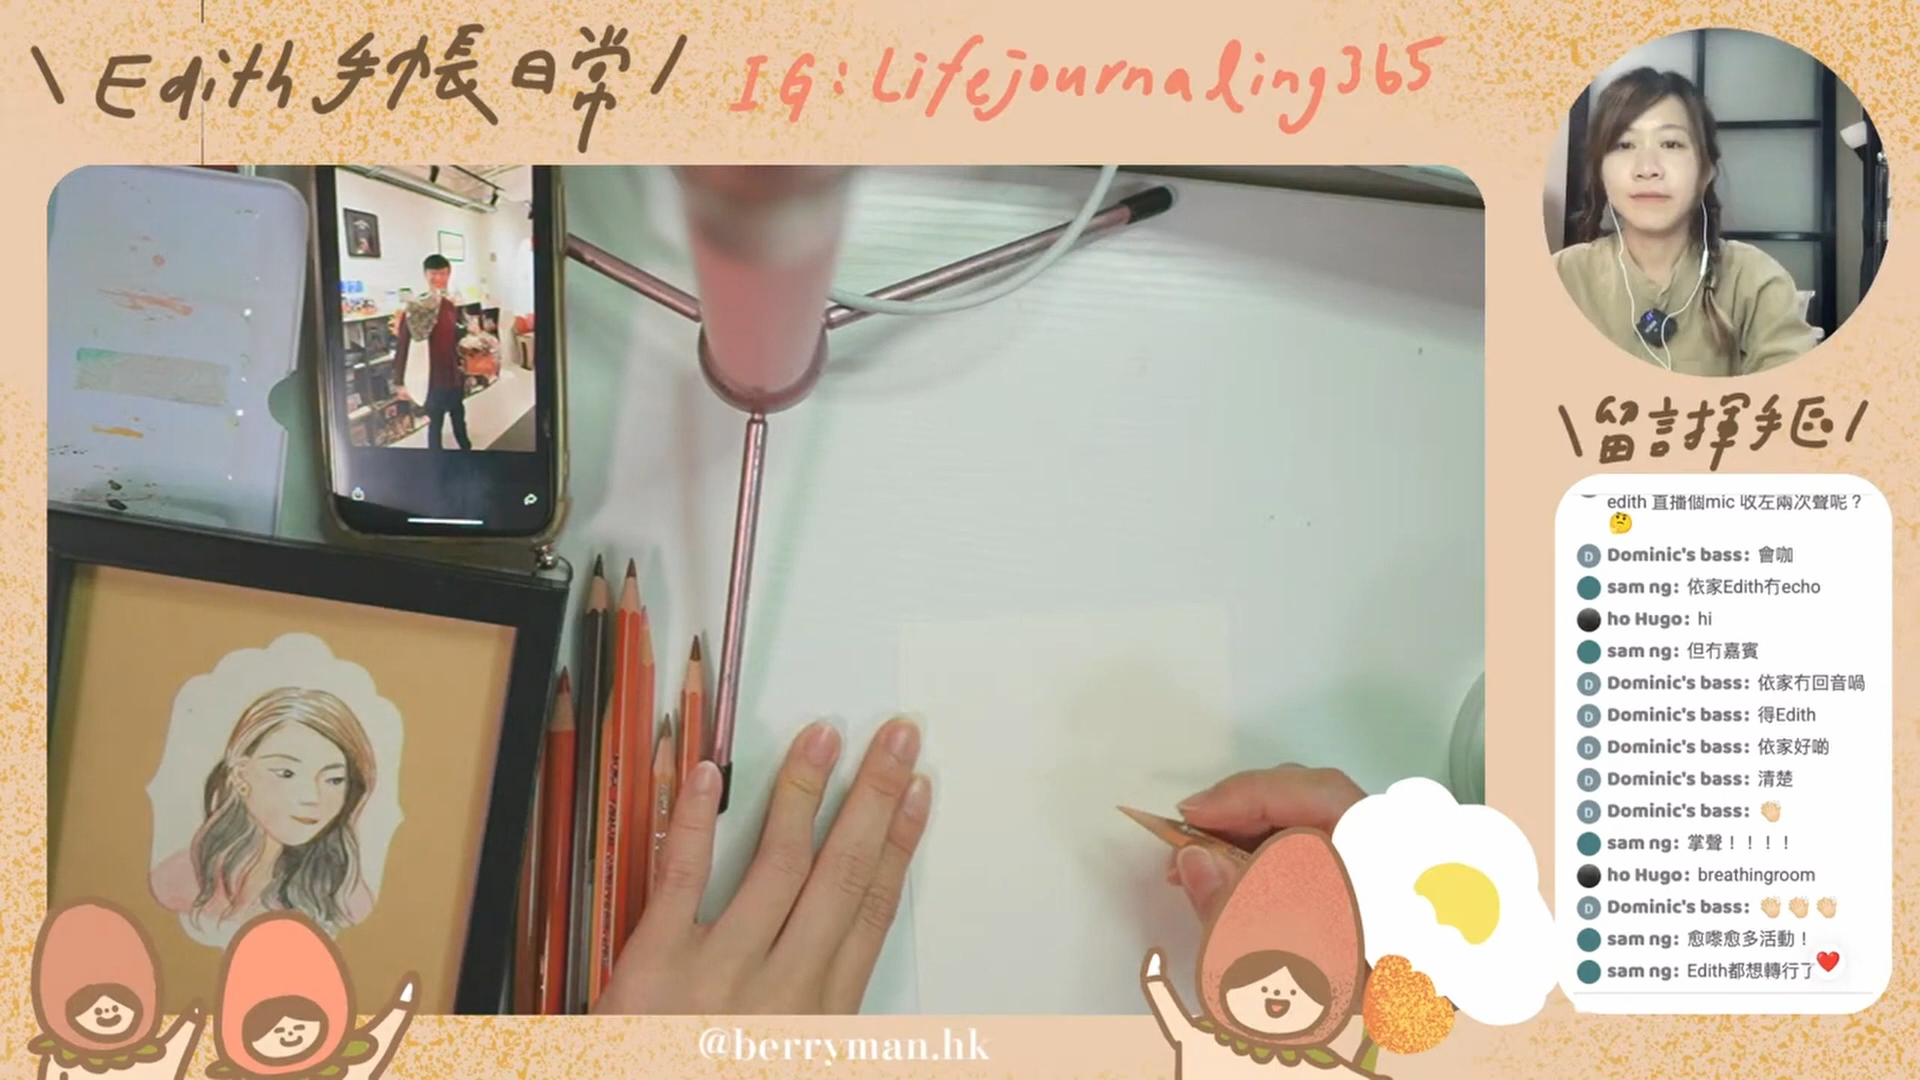 \ Edith 手帳日常 /
IG: Lifejournaling365
\ 留言揮手區 /
edith 直播個mic 收左兩次聲呢？
🤔
D Dominic's bass: 會咖
sam ng: 依家Edith冇echo
ho Hugo: hi
sam ng: 但冇嘉賓
D Dominic's bass: 依家冇回音喎
D Dominic's bass: 得Edith
D Dominic's bass: 依家好啲
D Dominic's bass: 清楚
D Dominic's bass: 👏🏻
sam ng: 掌聲！！！！
ho Hugo: breathingroom
D Dominic's bass: 👏🏻👏🏻👏🏻
sam ng: 愈嚟愈多活動！
sam ng: Edith都想轉行了
@berryman.hk